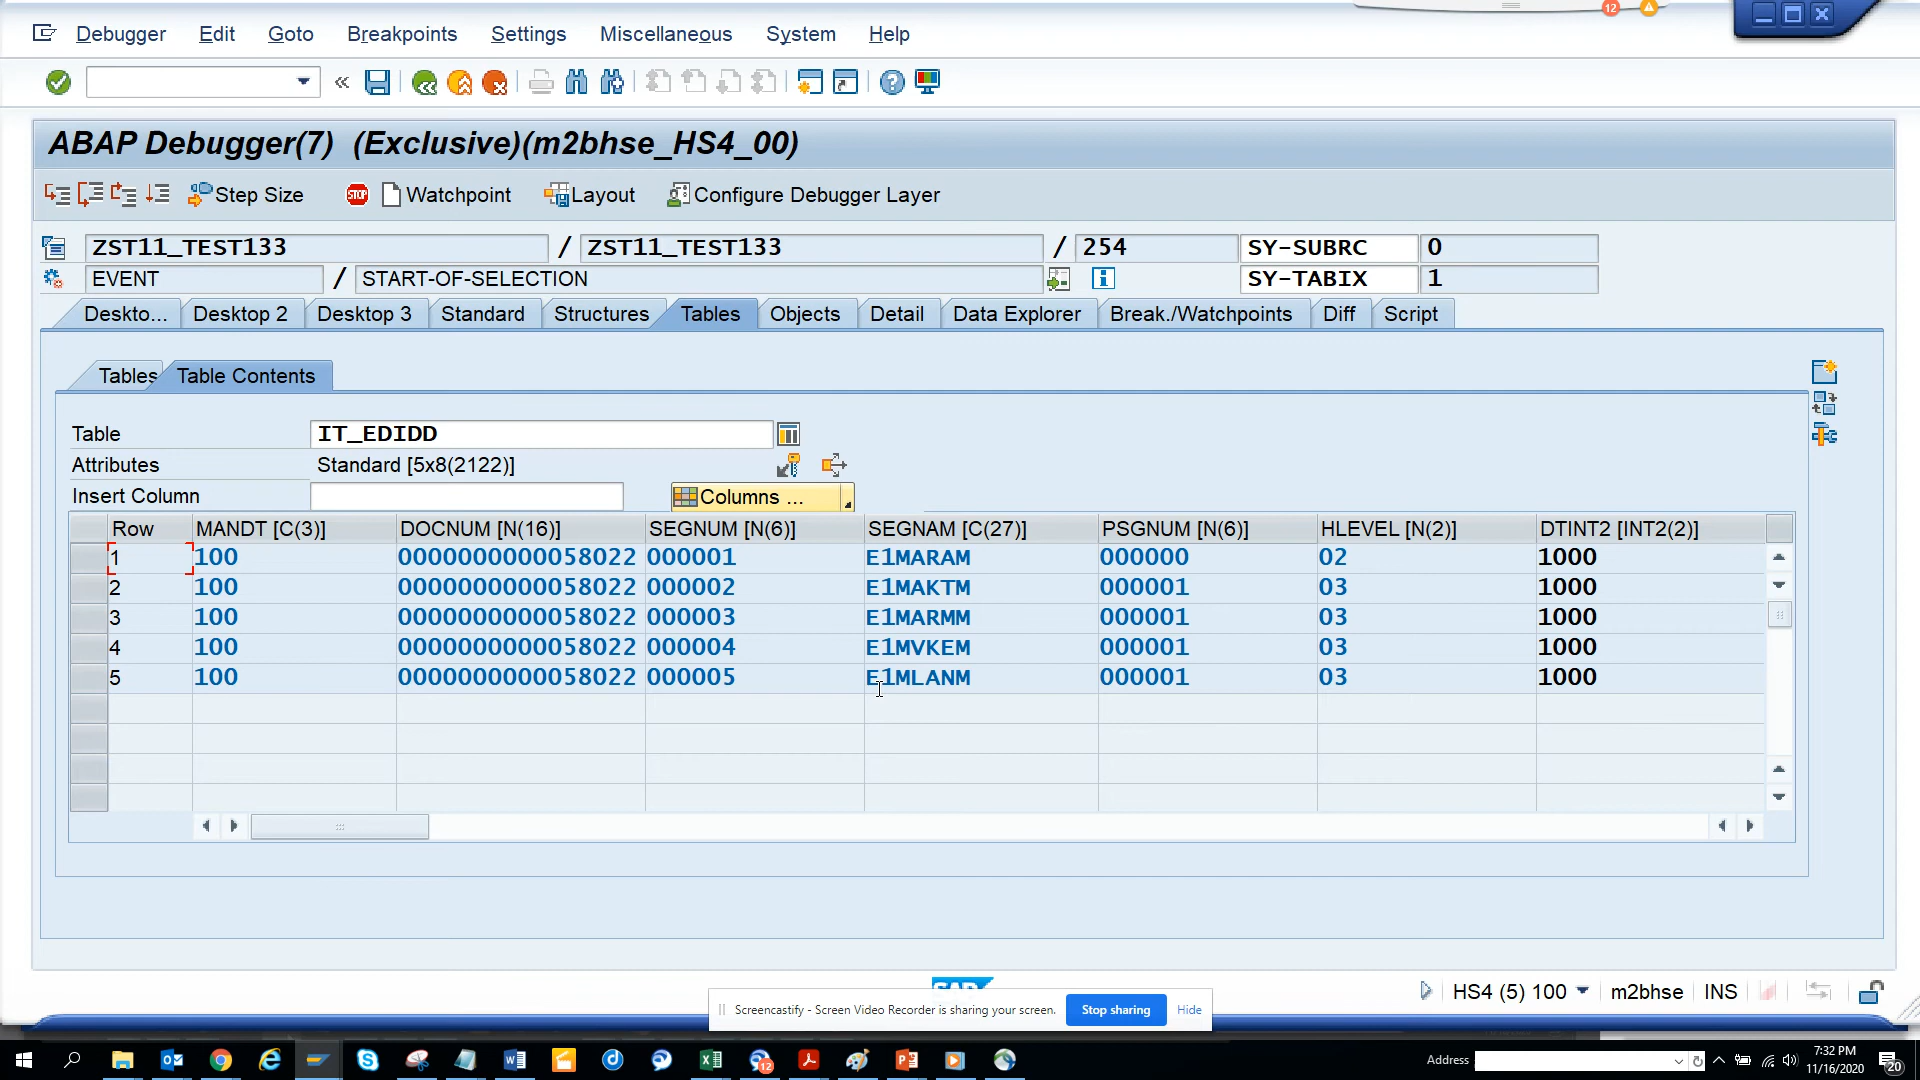 12
Debugger Edit Goto Breakpoints Settings Miscellaneous System Help
ABAP Debugger(7) (Exclusive)(m2bhse_HS4_00)
Step Size STOP Watchpoint Layout Configure Debugger Layer
ZST11_TEST133 / ZST11_TEST133 / 254 SY-SUBRC 0
EVENT / START-OF-SELECTION SY-TABIX 1
Deskto... Desktop 2 Desktop 3 Standard Structures Tables Objects Detail Data Explorer Break./Watchpoints Diff Script
Tables Table Contents
Table IT_EDIDD
Attributes Standard [5x8(2122)]
Insert Column Columns ...
Row MANDT [C(3)] DOCNUM [N(16)] SEGNUM [N(6)] SEGNAM [C(27)] PSGNUM [N(6)] HLEVEL [N(2)] DTINT2 [INT2(2)]
1 100 0000000000058022 000001 E1MARAM 000000 02 1000
2 100 0000000000058022 000002 E1MAKTM 000001 03 1000
3 100 0000000000058022 000003 E1MARMM 000001 03 1000
4 100 0000000000058022 000004 E1MVKEM 000001 03 1000
5 100 0000000000058022 000005 E1MLANM 000001 03 1000
SAP
HS4 (5) 100 m2bhse INS
Screencastify - Screen Video Recorder is sharing your screen. Stop sharing Hide
Address
12
7:32 PM
11/16/2020
20